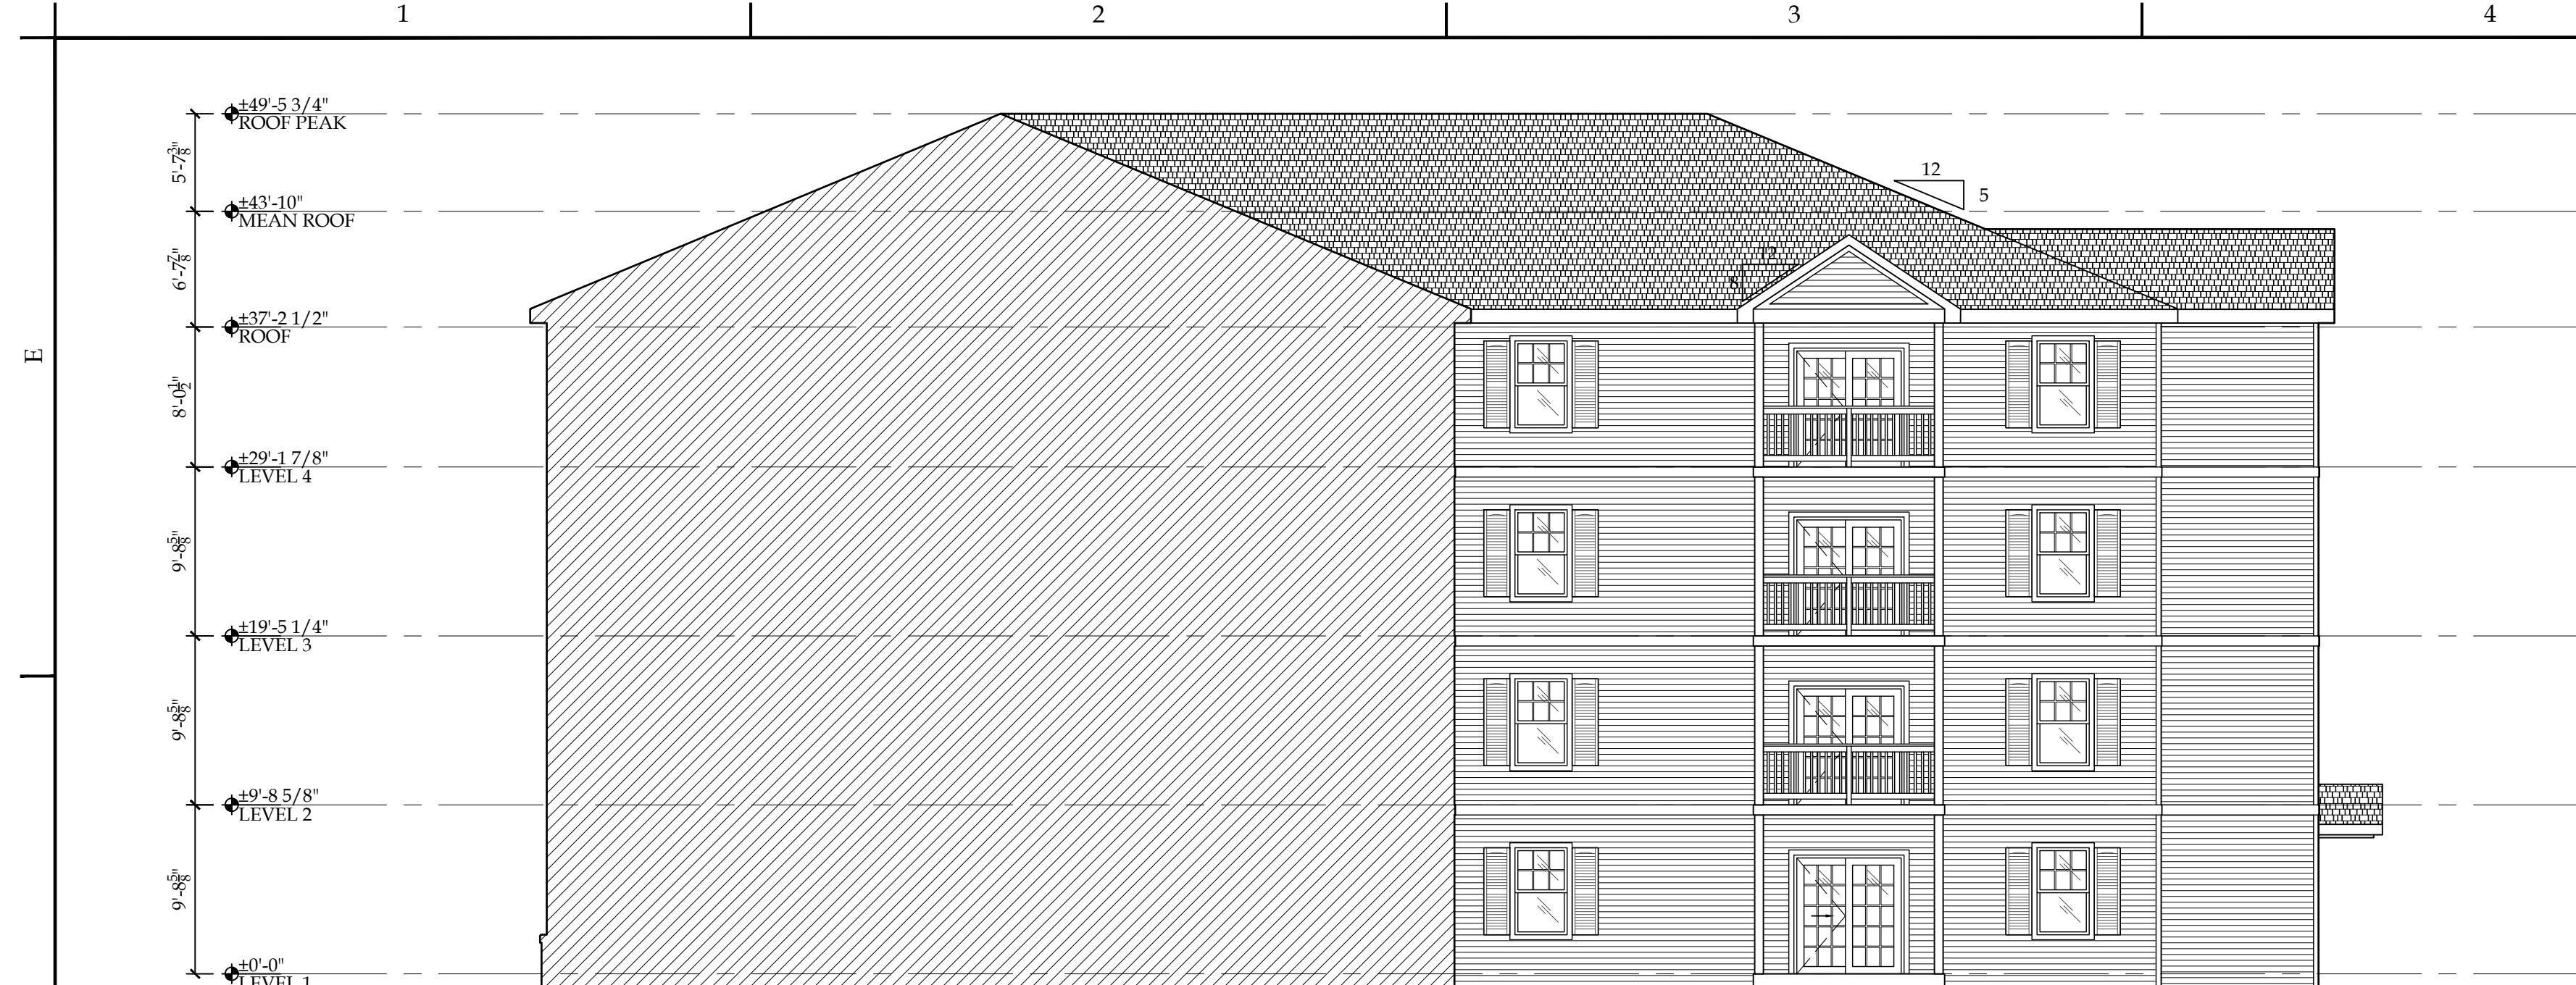 1
2
3
4
E
±49'-5 3/4"
ROOF PEAK
5'-7 3/8"
±43'-10"
MEAN ROOF
6'-7 7/8"
±37'-2 1/2"
ROOF
8'-0 1/2"
±29'-1 7/8"
LEVEL 4
9'-8 5/8"
±19'-5 1/4"
LEVEL 3
9'-8 5/8"
±9'-8 5/8"
LEVEL 2
9'-8 5/8"
±0'-0"
LEVEL 1
12
5
12
8